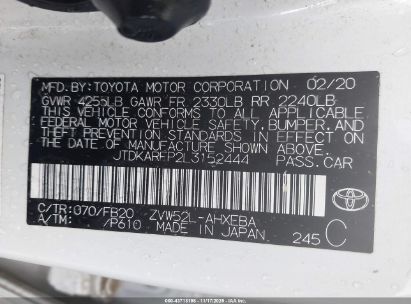 MFD.BY:TOYOTA MOTOR CORPORATION 02/20
GVWR 4255LB GAWR FR 2330LB RR 2240LB
THIS VEHICLE CONFORMS TO ALL APPLICABLE
FEDERAL MOTOR VEHICLE SAFETY, BUMPER, AND
THEFT PREVENTION STANDARDS IN EFFECT ON
THE DATE OF MANUFACTURE SHOWN ABOVE.
JTDKARFP2L3152444 PASS.CAR
C/TR:070/FB20 ZVW52L-AHXEBA
A/TM: /P610 MADE IN JAPAN 245 C
TOYOTA